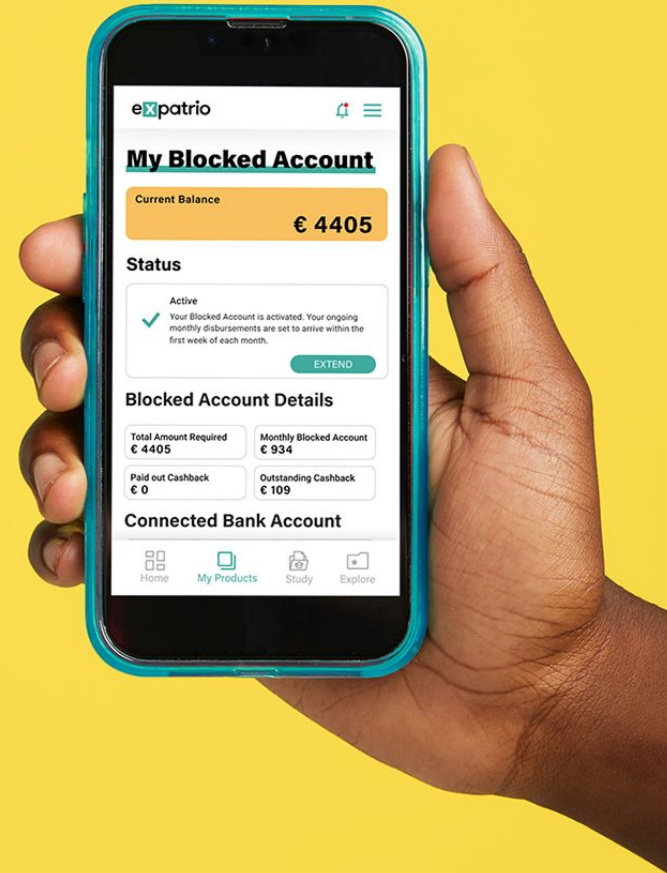 expatrio
My Blocked Account
Current Balance
€ 4405
Status
Active
Your Blocked Account is activated. Your ongoing
monthly disbursements are set to arrive within the
first week of each month.
EXTEND
Blocked Account Details
Total Amount Required
€ 4405
Monthly Blocked Account
€ 934
Paid out Cashback
€ 0
Outstanding Cashback
€ 109
Connected Bank Account
Home
My Products
Study
Explore